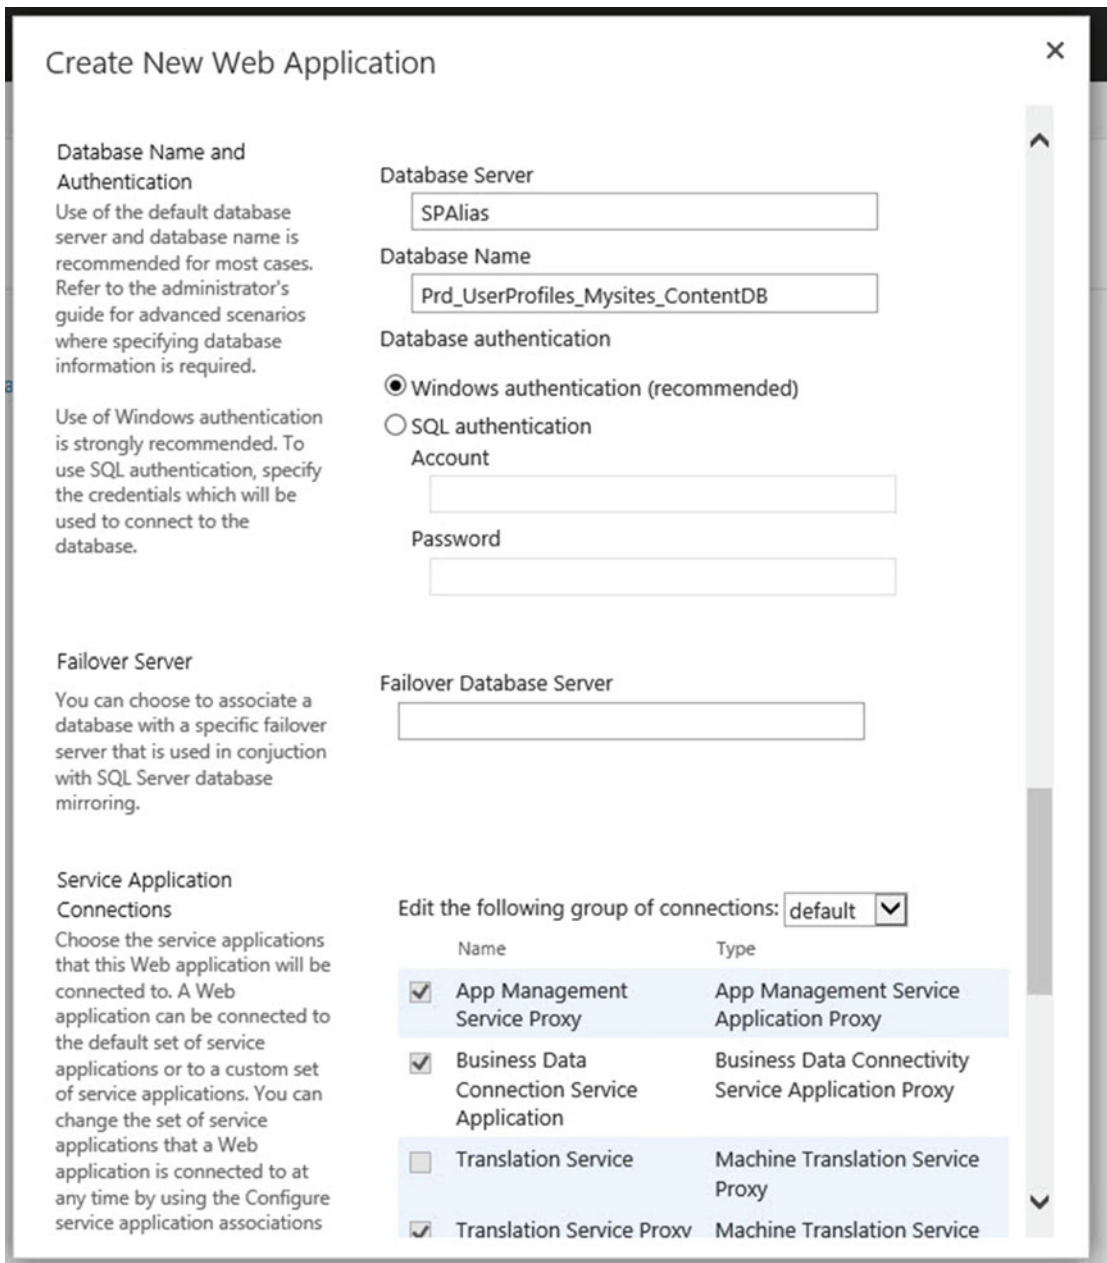 Create New Web Application
Database Name and
Authentication
Use of the default database
server and database name is
recommended for most cases.
Refer to the administrator's
guide for advanced scenarios
where specifying database
information is required.
Use of Windows authentication
is strongly recommended. To
use SQL authentication, specify
the credentials which will be
used to connect to the
database.
Database Server
SPAlias
Database Name
Prd_UserProfiles_Mysites_ContentDB
Database authentication
Windows authentication (recommended)
SQL authentication
Account
Password
Failover Server
You can choose to associate a
database with a specific failover
server that is used in conjuction
with SQL Server database
mirroring.
Failover Database Server
Service Application
Connections
Choose the service applications
that this Web application will be
connected to. A Web
application can be connected to
the default set of service
applications or to a custom set
of service applications. You can
change the set of service
applications that a Web
application is connected to at
any time by using the Configure
service application associations
Edit the following group of connections: default
Name Type
App Management App Management Service
Service Proxy Application Proxy
Business Data Business Data Connectivity
Connection Service Service Application Proxy
Application
Translation Service Machine Translation Service
Proxy
Translation Service Proxy Machine Translation Service